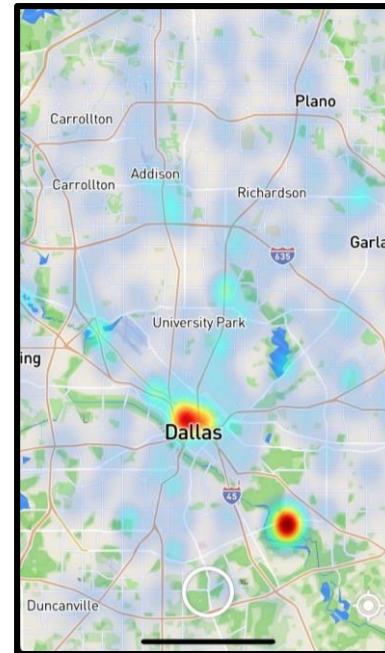 Plano
Carrollton
Addison
Carrollton
Richardson
Garla
635
University Park
ing
Dallas
45
Duncanville